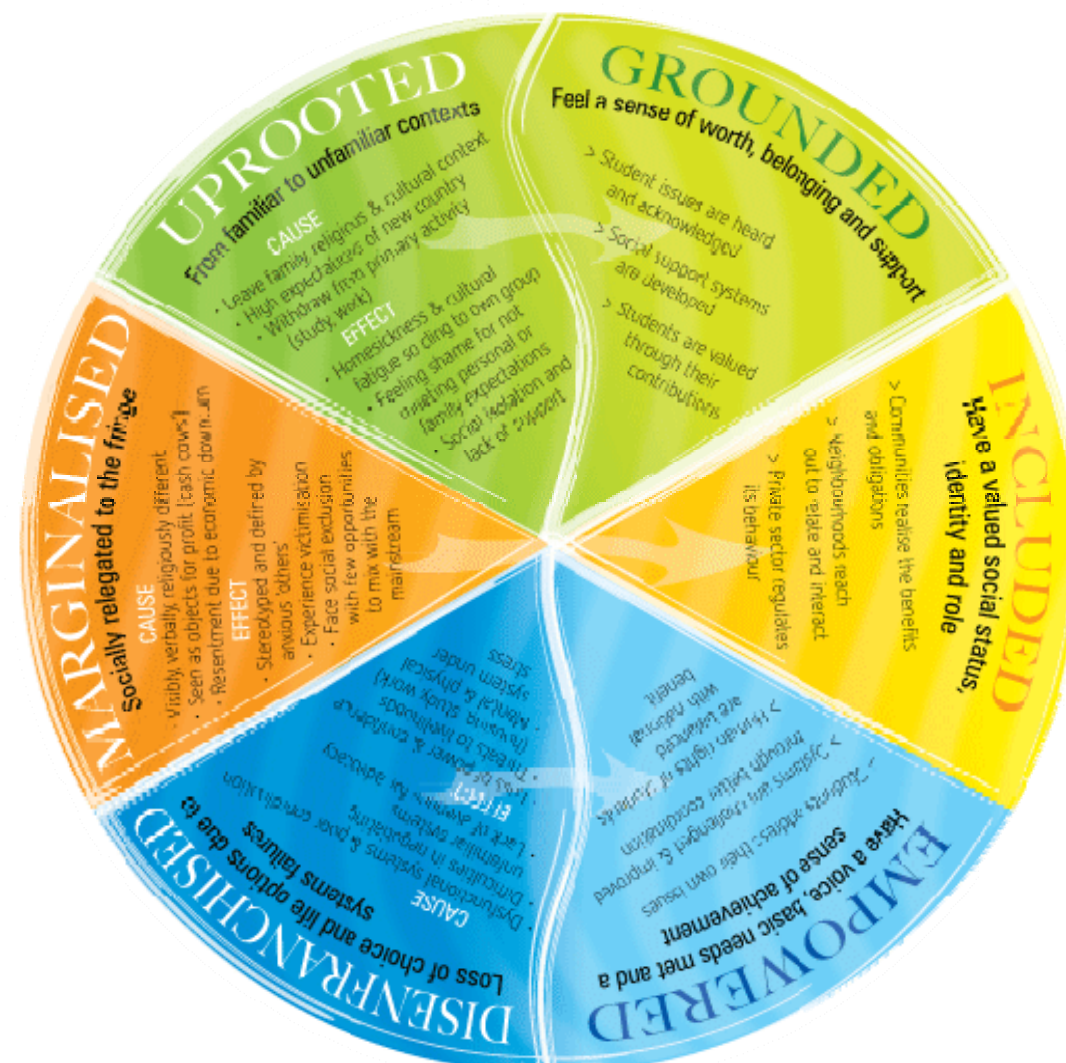 UPROOTED
From familiar to unfamiliar contexts
CAUSE
· Leave family, religious & cultural context
· High expectations of new country
· Withdraw from primary activity
(study, work)
EFFECT
· Homesickness & cultural
fatigue so cling to own group
· Feeling shame for not
meeting personal or
family expectations
· Social isolation and
lack of support
GROUNDED
Feel a sense of worth, belonging and support
> Student issues are heard
and acknowledged
> Social support systems
are developed
> Students are valued
through their
contributions
MARGINALISED
Socially relegated to the fringe
CAUSE
· Visibly, verbally, religiously different
· Seen as objects for profit ('cash cows')
· Resentment due to economic downturn
EFFECT
· Stereotyped and defined by
anxious 'others'
· Experience victimisation
· Face social exclusion
with few opportunities
to mix with the
mainstream
INCLUDED
Have a valued social status,
identity and role
> Communities realise the benefits
and obligations
> Neighbourhoods reach
out to relate and interact
> Private sector regulates
its behaviour
DISENFRANCHISED
Loss of choice and life options due to
systems failures
CAUSE
· Dysfunctional systems & poor coordination
· Difficulties in negotiating
unfamiliar systems
· Lack of avenues for advocacy
EFFECT
· Loss of power & confidence
· Threats to livelihoods
(housing, study, work)
· Mental & physical
system under
stress
EMPOWERED
Have a voice, basic needs met and a
sense of achievement
> Students address their own issues
> Systems are challenged & improved
through better coordination
> Human rights of students
are balanced
with national
benefit